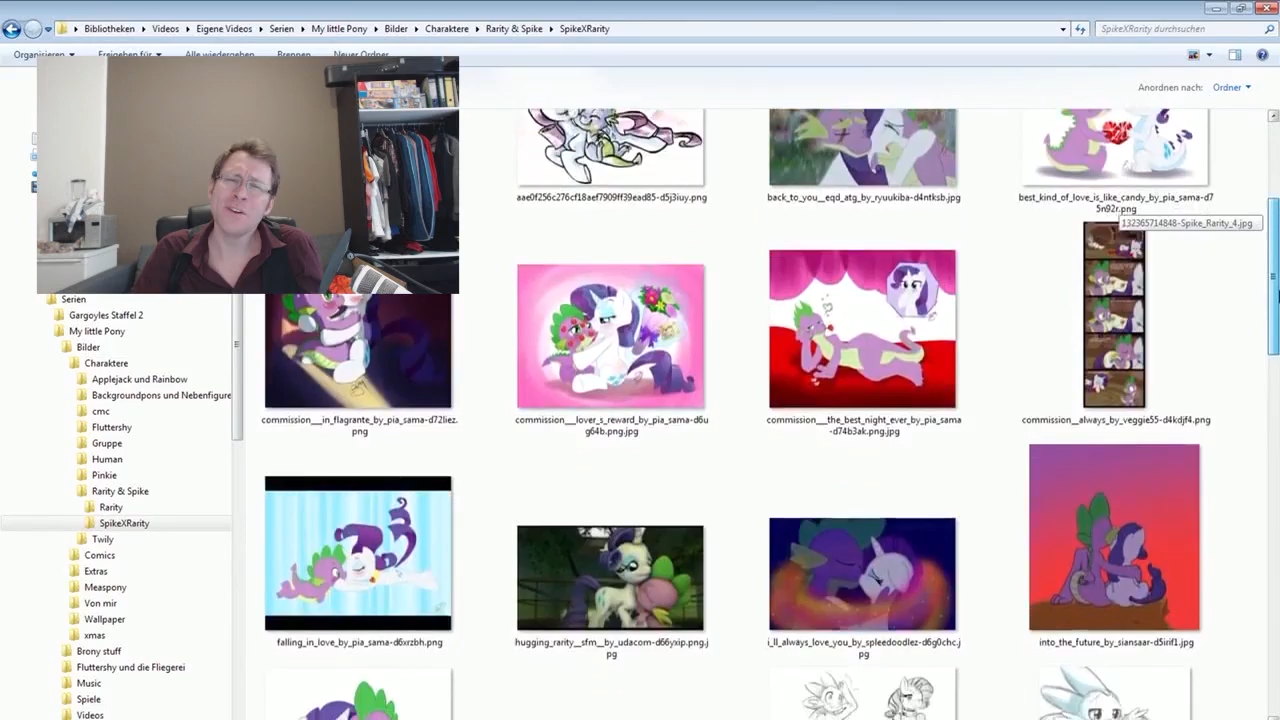 Bibliotheken ▸ Videos ▸ Eigene Videos ▸ Serien ▸ My little Pony ▸ Bilder ▸ Charaktere ▸ Rarity & Spike ▸ SpikeXRarity
SpikeXRarity durchsuchen
Organisieren Freigeben für Alle wiedergeben Brennen Neuer Ordner
Anordnen nach: Ordner
aae0f256c276cf18aef7909ff39ead85-d5j3iuy.png
back_to_you__eqd_atg_by_ryuukiba-d4ntksb.jpg
best_kind_of_love_is_like_candy_by_pia_sama-d7
5n92r.png
132365714848-Spike_Rarity_4.jpg
commission__in_flagrante_by_pia_sama-d72liez.
png
commission__lover_s_reward_by_pia_sama-d6u
g64b.png.jpg
commission__the_best_night_ever_by_pia_sama
-d74b3ak.png.jpg
commission__always_by_veggie55-d4kdjf4.png
falling_in_love_by_pia_sama-d6xrzbh.png
hugging_rarity__sfm__by_udacom-d66yxip.png.j
pg
i_ll_always_love_you_by_spleedoodlez-d6g0chc.j
pg
into_the_future_by_siansaar-d5irif1.jpg
Serien
Gargoyles Staffel 2
My little Pony
Bilder
Charaktere
Applejack und Rainbow
Backgroundpons und Nebenfigure
cmc
Fluttershy
Gruppe
Human
Pinkie
Rarity & Spike
Rarity
SpikeXRarity
Twily
Comics
Extras
Measpony
Von mir
Wallpaper
xmas
Brony stuff
Fluttershy und die Fliegerei
Music
Spiele
Videos